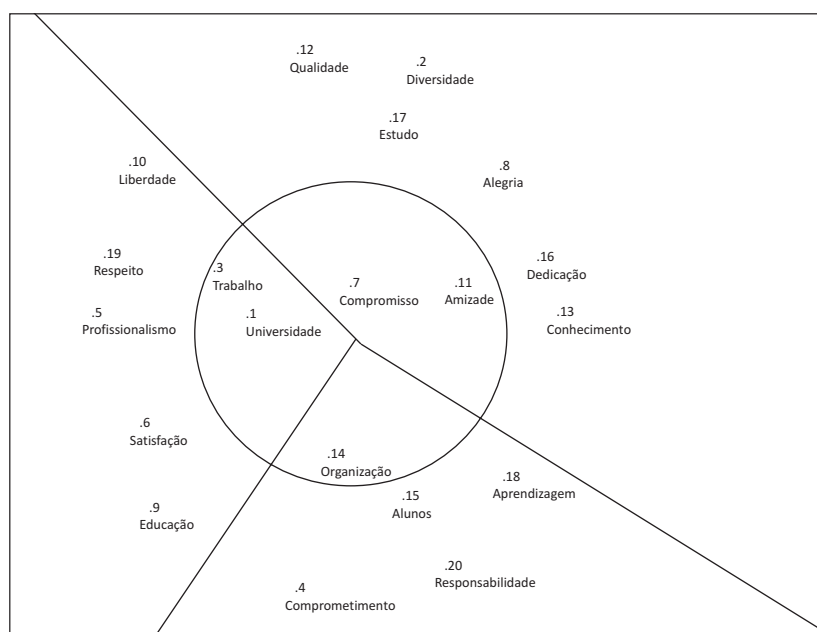 .12
Qualidade
.2
Diversidade
.17
Estudo
.10
Liberdade
.8
Alegria
.19
Respeito
.3
Trabalho
.7
Compromisso
.11
Amizade
.16
Dedicação
.5
Profissionalismo
.1
Universidade
.13
Conhecimento
.6
Satisfação
.14
Organização
.18
Aprendizagem
.9
Educação
.15
Alunos
.4
Comprometimento
.20
Responsabilidade